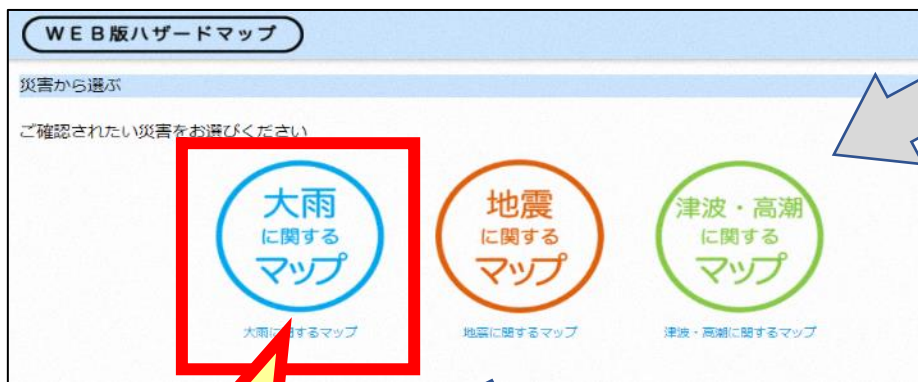 WEB版ハザードマップ
災害から選ぶ
ご確認されたい災害をお選びください
大雨
に関する
マップ
地震
に関する
マップ
津波・高潮
に関する
マップ
大雨に関するマップ
地震に関するマップ
津波・高潮に関するマップ